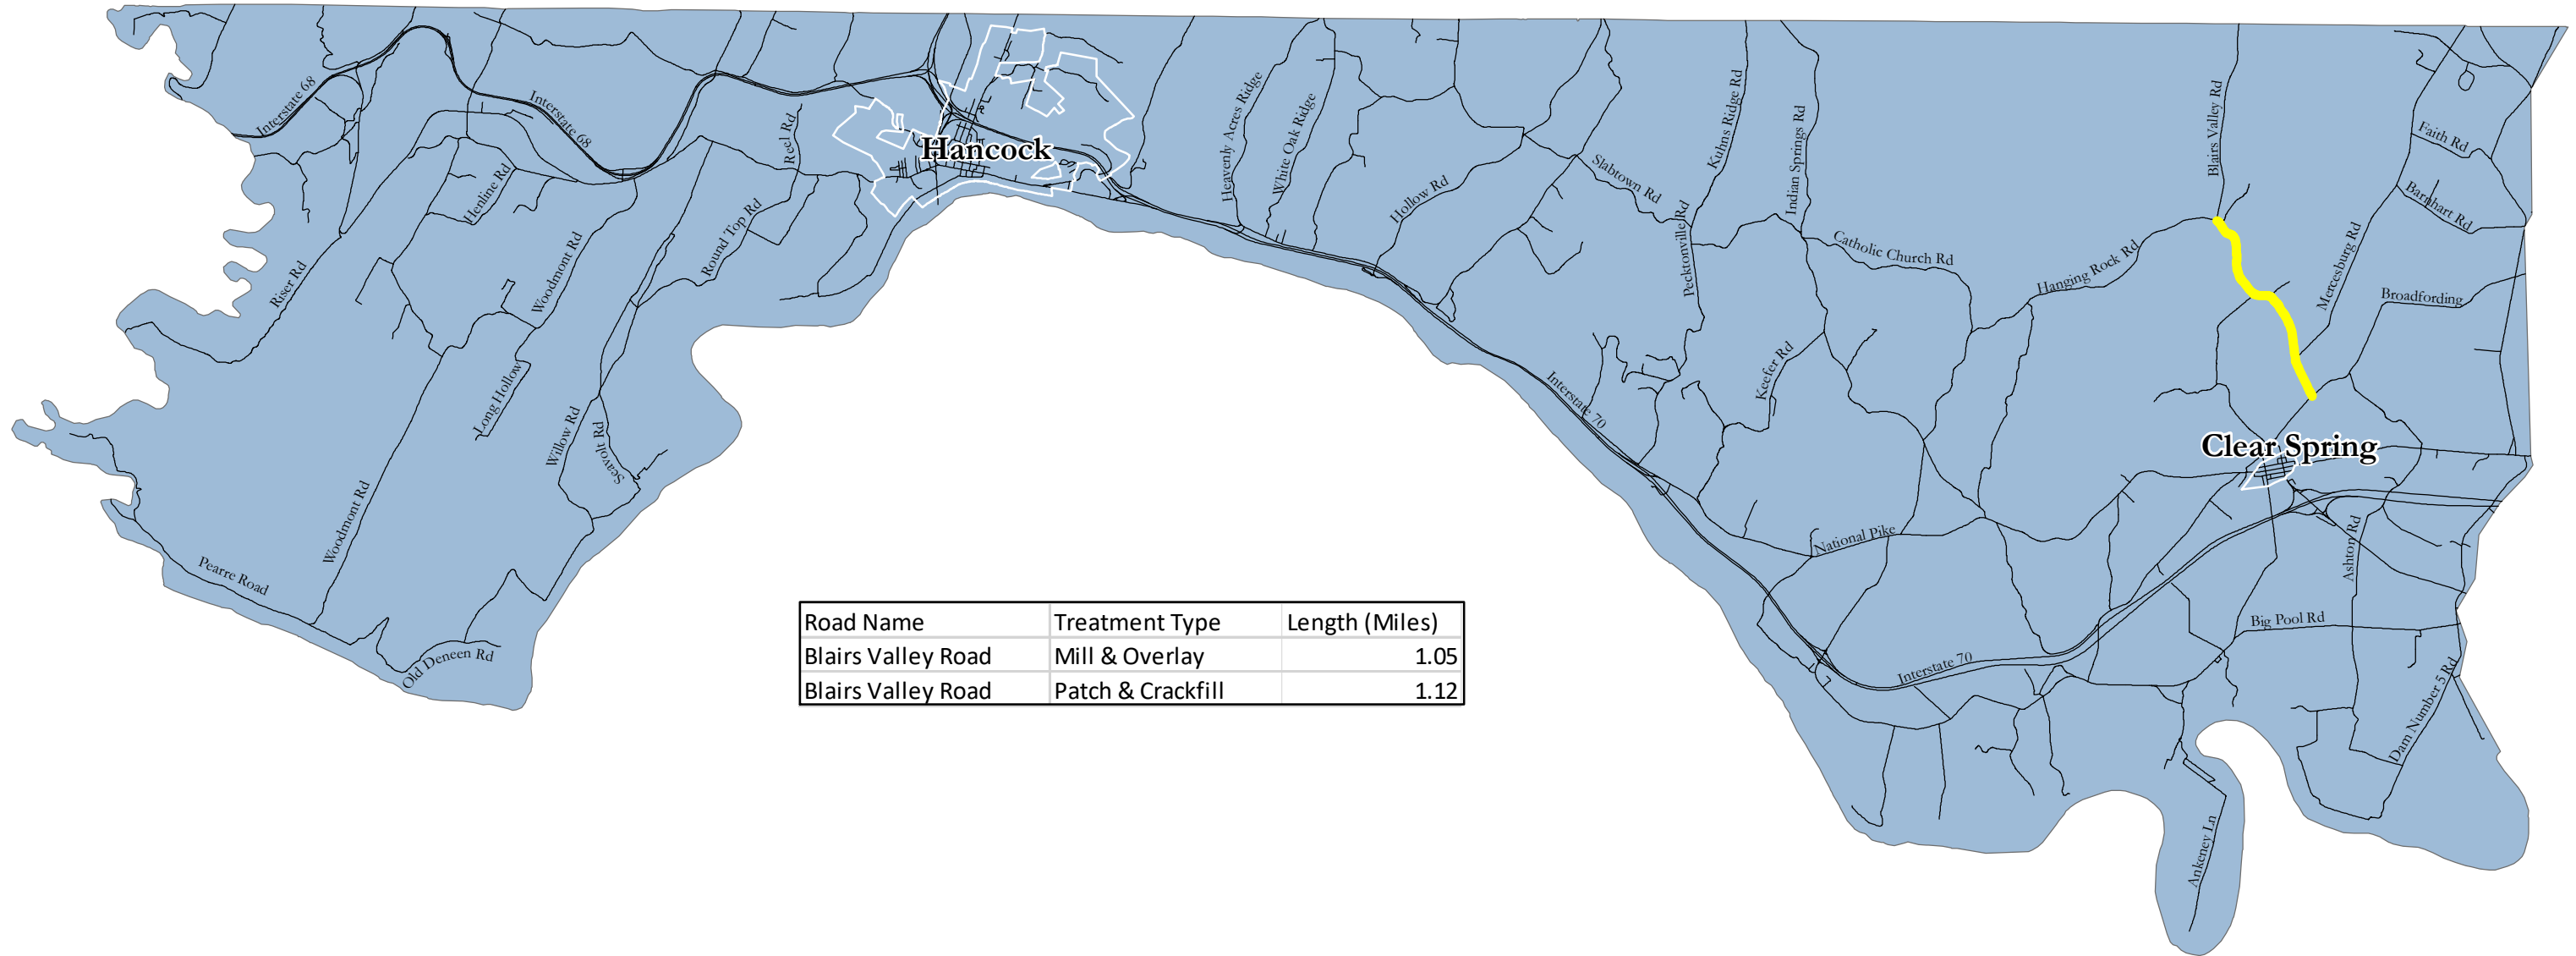 Interstate 68
Interstate 68
Reel Rd
Hancock
Heavenly Acres Ridge
White Oak Ridge
Hollow Rd
Slabtown Rd
Kuhns Ridge Rd
Indian Springs Rd
Blairs Valley Rd
Faith Rd
Barnhart Rd
Henline Rd
Round Top Rd
Woodmont Rd
Riser Rd
Pecktonville Rd
Catholic Church Rd
Hanging Rock Rd
Mercesburg Rd
Broadfording
Long Hollow
Willow Rd
Seavolt Rd
Interstate 70
Keefer Rd
Clear Spring
Woodmont Rd
Pearre Road
Old Deneen Rd
National Pike
Ashton Rd
Big Pool Rd
Interstate 70
Dam Number 5 Rd
Ankeney Ln
Road Name Treatment Type Length (Miles)
Blairs Valley Road Mill & Overlay 1.05
Blairs Valley Road Patch & Crackfill 1.12